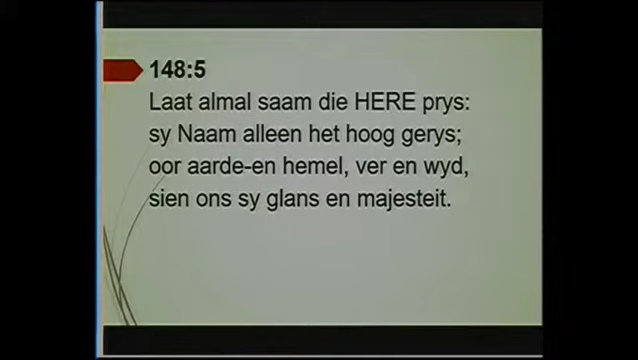 148:5
Laat almal saam die HERE prys:
sy Naam alleen het hoog gerys;
oor aarde-en hemel, ver en wyd,
sien ons sy glans en majesteit.